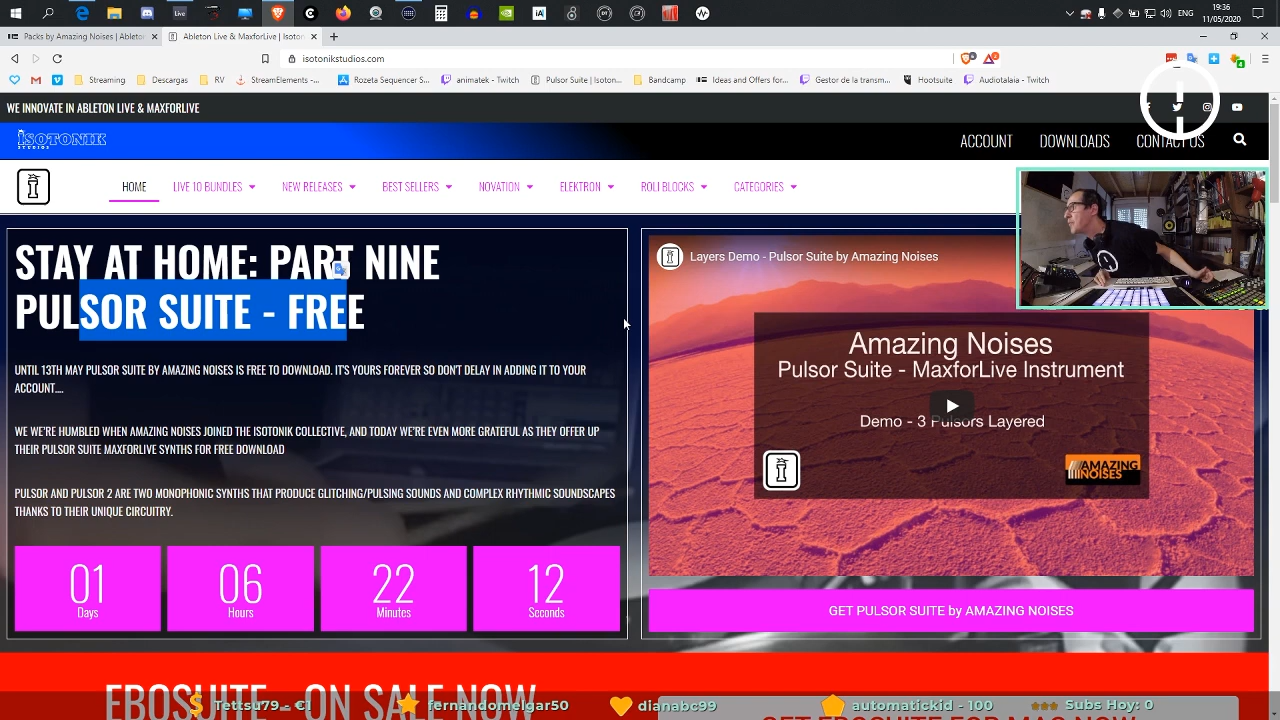 19:36
ENG
11/05/2020
Packs by Amazing Noises | Ableton
Ableton Live & MaxforLive | Isoton
isotonikstudios.com
Streaming
Descargas
RV
StreamElements -...
Rozeta Sequencer S...
animatek - Twitch
Pulsor Suite | Isoton...
Bandcamp
Ideas and Offers for...
Gestor de la transm...
Hootsuite
Audiotalaia - Twitch
WE INNOVATE IN ABLETON LIVE & MAXFORLIVE
ISOTONIK
STUDIOS
ACCOUNT
DOWNLOADS
CONTACT US
HOME
LIVE 10 BUNDLES
NEW RELEASES
BEST SELLERS
NOVATION
ELEKTRON
ROLI BLOCKS
CATEGORIES
STAY AT HOME: PART NINE
PULSOR SUITE - FREE
UNTIL 13TH MAY PULSOR SUITE BY AMAZING NOISES IS FREE TO DOWNLOAD. IT'S YOURS FOREVER SO DON'T DELAY IN ADDING IT TO YOUR
ACCOUNT....
WE WE'RE HUMBLED WHEN AMAZING NOISES JOINED THE ISOTONIK COLLECTIVE, AND TODAY WE'RE EVEN MORE GRATEFUL AS THEY OFFER UP
THEIR PULSOR SUITE MAXFORLIVE SYNTHS FOR FREE DOWNLOAD
PULSOR AND PULSOR 2 ARE TWO MONOPHONIC SYNTHS THAT PRODUCE GLITCHING/PULSING SOUNDS AND COMPLEX RHYTHMIC SOUNDSCAPES
THANKS TO THEIR UNIQUE CIRCUITRY.
01
Days
06
Hours
22
Minutes
12
Seconds
Layers Demo - Pulsor Suite by Amazing Noises
Amazing Noises
Pulsor Suite - MaxforLive Instrument
Demo - 3 Pulsors Layered
AMAZING
NOISES
GET PULSOR SUITE by AMAZING NOISES
EBOSUITE - ON SALE NOW
GET EBOSUITE FOR MAC NOW
Tettsu79 - €1
fernandomelgar50
dianabc99
automatickid - 100
Subs Hoy: 0